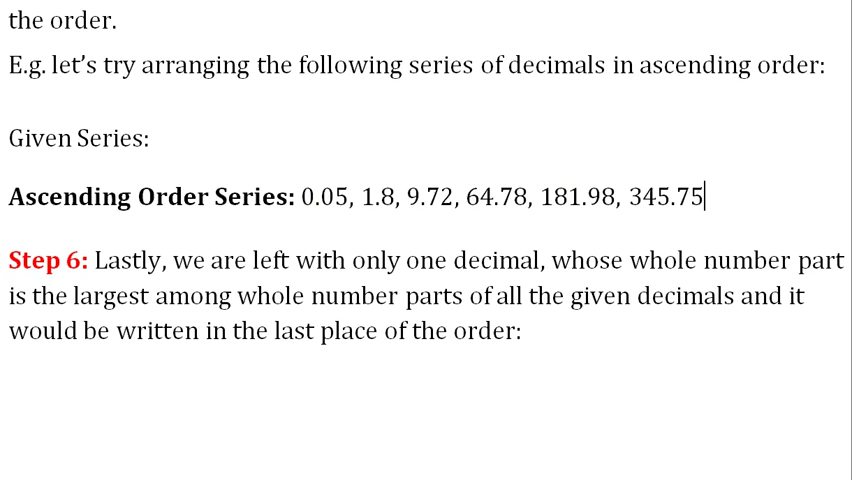 the order.
E.g. let’s try arranging the following series of decimals in ascending order:
Given Series:
Ascending Order Series: 0.05, 1.8, 9.72, 64.78, 181.98, 345.75
Step 6: Lastly, we are left with only one decimal, whose whole number part
is the largest among whole number parts of all the given decimals and it
would be written in the last place of the order: